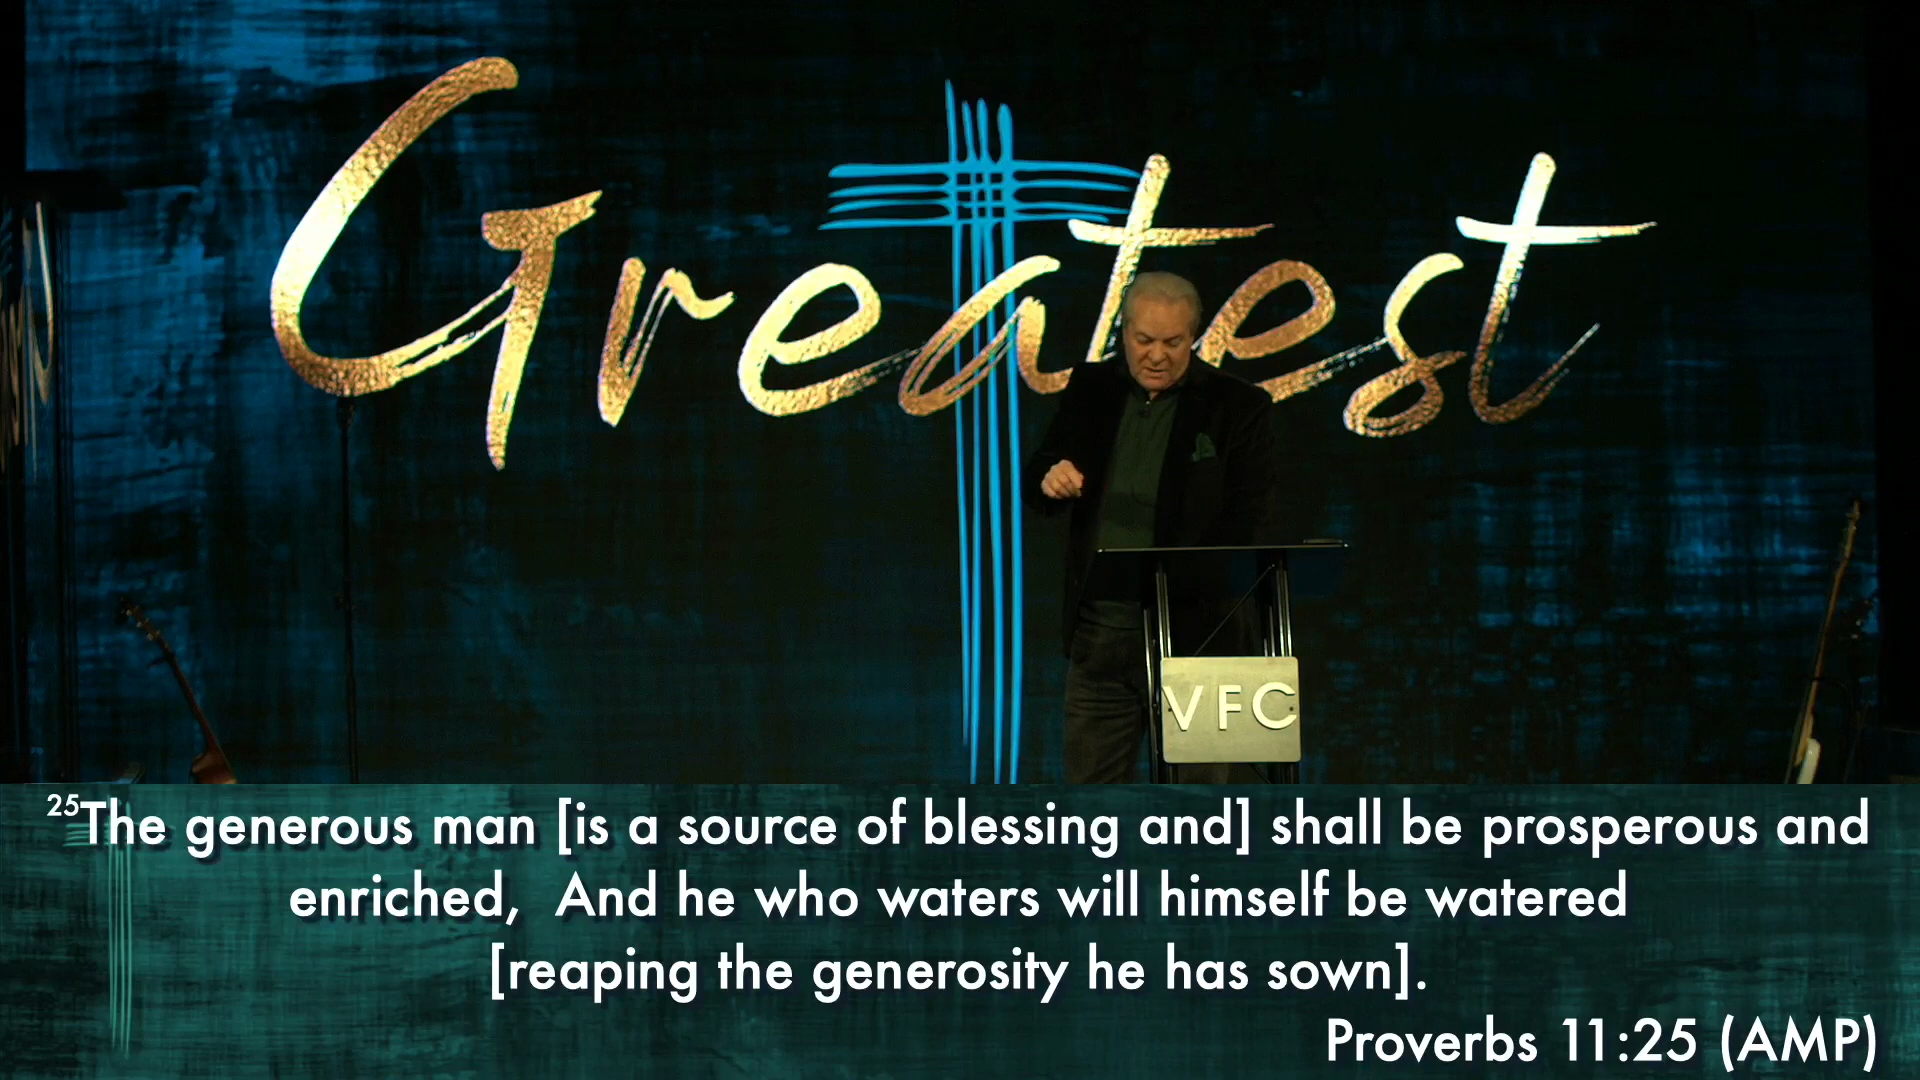 Greatest
VFC
²⁵The generous man [is a source of blessing and] shall be prosperous and
enriched, And he who waters will himself be watered
[reaping the generosity he has sown].
Proverbs 11:25 (AMP)